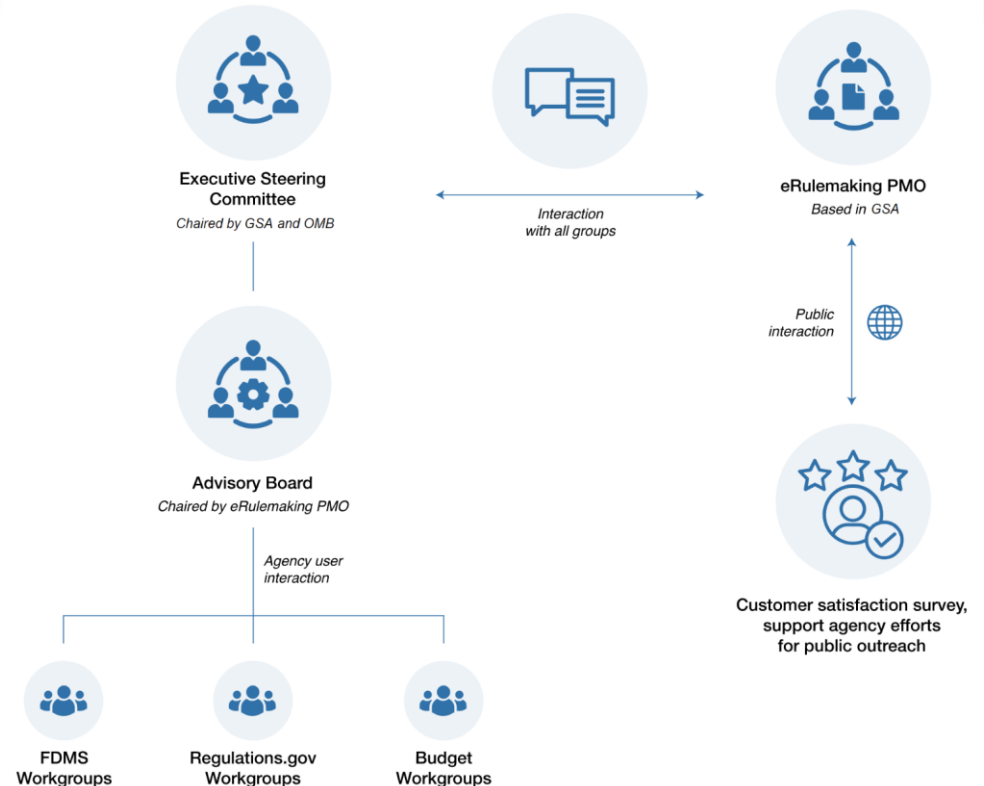 Executive Steering
Committee
Chaired by GSA and OMB
Interaction
with all groups
eRulemaking PMO
Based in GSA
Public
interaction
Advisory Board
Chaired by eRulemaking PMO
Agency user
interaction
Customer satisfaction survey,
support agency efforts
for public outreach
FDMS
Workgroups
Regulations.gov
Workgroups
Budget
Workgroups